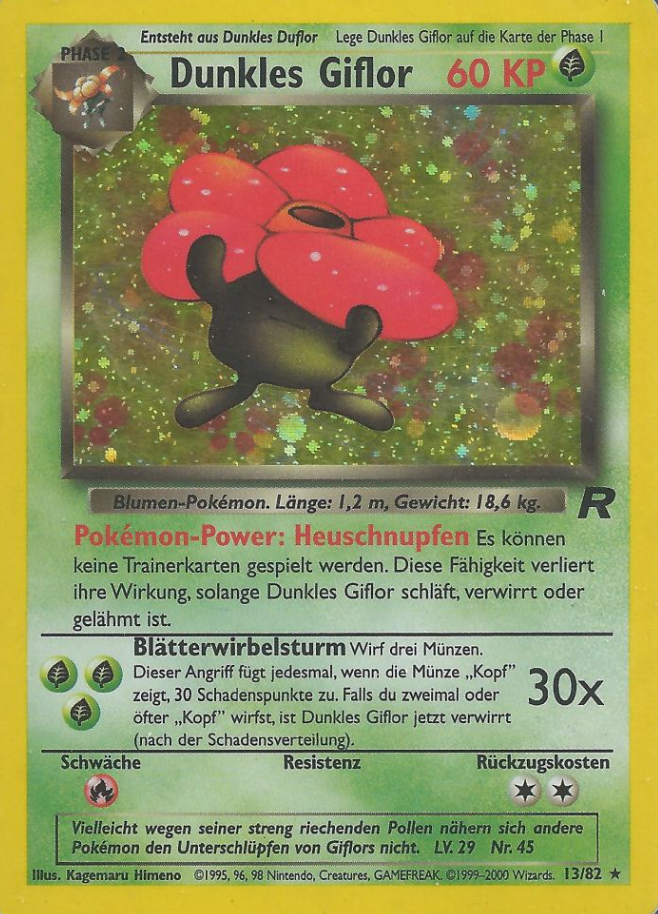 Entsteht aus Dunkles Duflor Lege Dunkles Giflor auf die Karte der Phase 1
PHASE 2
Dunkles Giflor 60 KP
Blumen-Pokémon. Länge: 1,2 m, Gewicht: 18,6 kg.
R
Pokémon-Power: Heuschnupfen Es können
keine Trainerkarten gespielt werden. Diese Fähigkeit verliert
ihre Wirkung, solange Dunkles Giflor schläft, verwirrt oder
gelähmt ist.
Blätterwirbelsturm Wirf drei Münzen.
Dieser Angriff fügt jedesmal, wenn die Münze „Kopf”
zeigt, 30 Schadenspunkte zu. Falls du zweimal oder
öfter „Kopf” wirfst, ist Dunkles Giflor jetzt verwirrt
(nach der Schadensverteilung).
30x
Schwäche Resistenz Rückzugskosten
Vielleicht wegen seiner streng riechenden Pollen nähern sich andere
Pokémon den Unterschlüpfen von Giflors nicht. LV. 29 Nr. 45
Illus. Kagemaru Himeno ©1995, 96, 98 Nintendo, Creatures, GAMEFREAK. ©1999–2000 Wizards. 13/82 ★